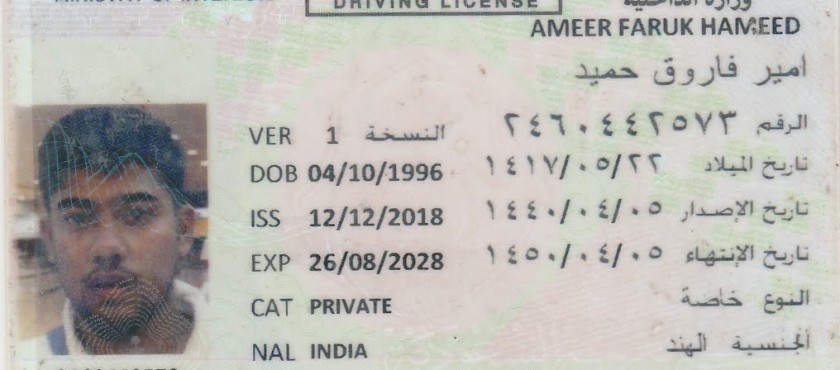 DRIVING LICENSE
وزارة الداخلية
AMEER FARUK HAMEED
امير فاروق حميد
الرقم ٢٤٦٠٤٤٢٥٧٣
VER 1 النسخة
DOB 04/10/1996 تاريخ الميلاد ١٤١٧/٠٥/٢٢
ISS 12/12/2018 تاريخ الإصدار ١٤٤٠/٠٤/٠٥
EXP 26/08/2028 تاريخ الإنتهاء ١٤٥٠/٠٤/٠٥
CAT PRIVATE النوع خاصة
NAL INDIA الجنسية الهند